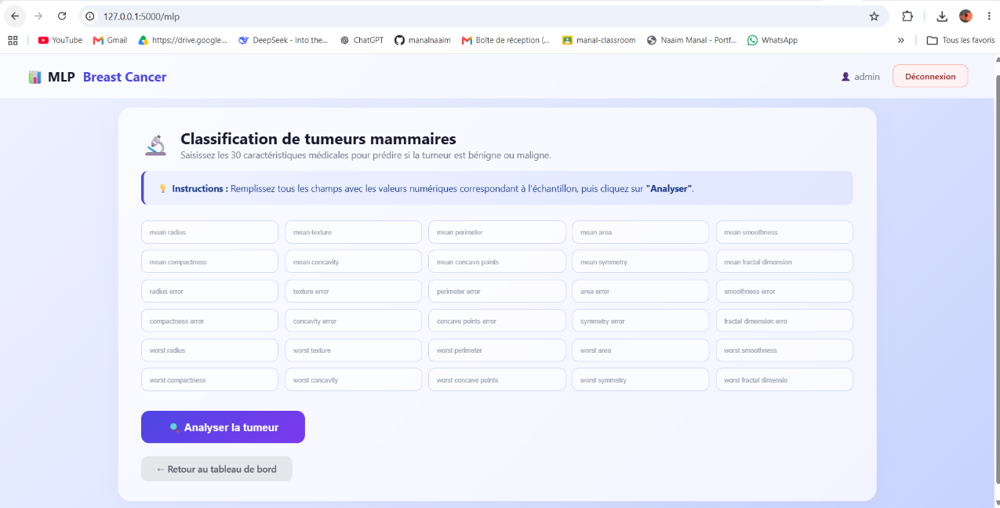 127.0.0.1:5000/mlp
YouTube Gmail https://drive.google... DeepSeek - Into the... ChatGPT manalnaaim Boîte de réception (... manal-classroom Naaim Manal - Portf... WhatsApp » Tous les favoris
MLP Breast Cancer admin Déconnexion
Classification de tumeurs mammaires
Saisissez les 30 caractéristiques médicales pour prédire si la tumeur est bénigne ou maligne.
Instructions : Remplissez tous les champs avec les valeurs numériques correspondant à l'échantillon, puis cliquez sur "Analyser".
mean radius mean texture mean perimeter mean area mean smoothness
mean compactness mean concavity mean concave points mean symmetry mean fractal dimension
radius error texture error perimeter error area error smoothness error
compactness error concavity error concave points error symmetry error fractal dimension erro
worst radius worst texture worst perimeter worst area worst smoothness
worst compactness worst concavity worst concave points worst symmetry worst fractal dimensio
Analyser la tumeur
← Retour au tableau de bord